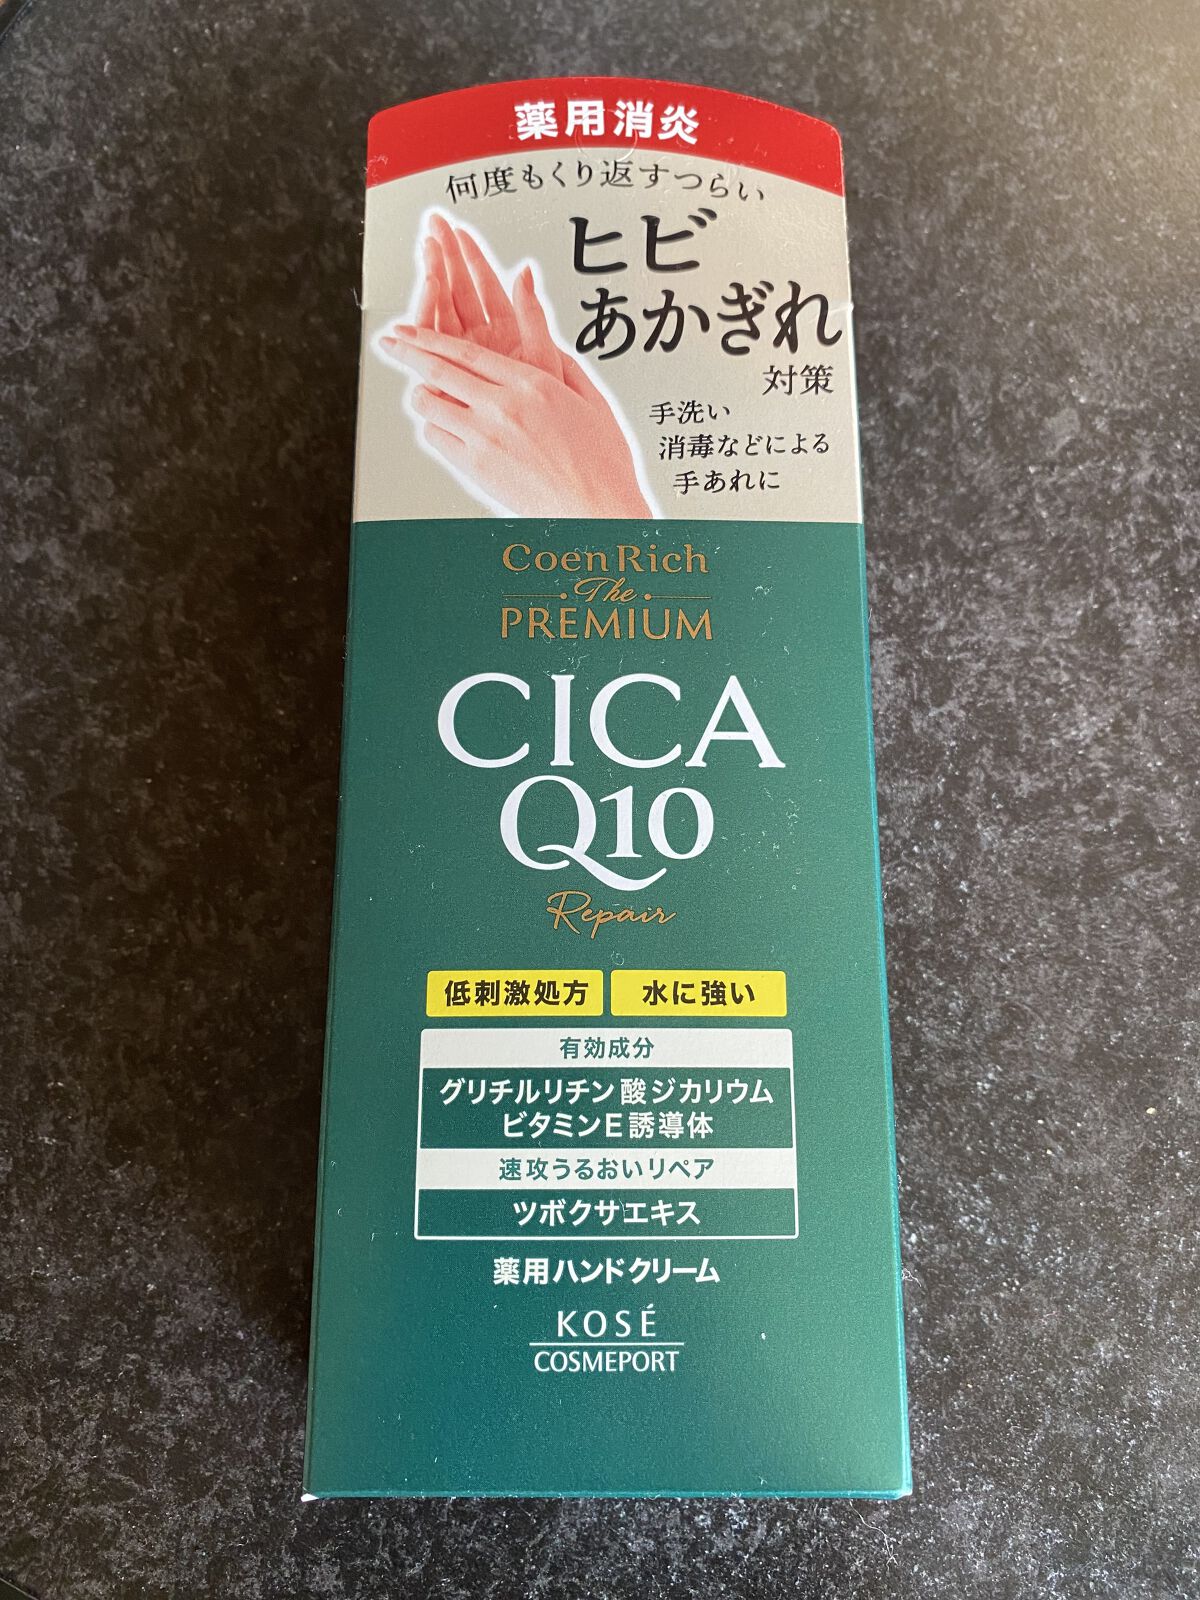 薬用消炎
何度もくり返すつらい
ヒビ
あかぎれ
対策
手洗い
消毒などによる
手あれに
CoenRich
The
PREMIUM
CICA
Q10
Repair
低刺激処方 水に強い
有効成分
グリチルリチン酸ジカリウム
ビタミンE誘導体
速攻うるおいリペア
ツボクサエキス
薬用ハンドクリーム
KOSÉ
COSMEPORT